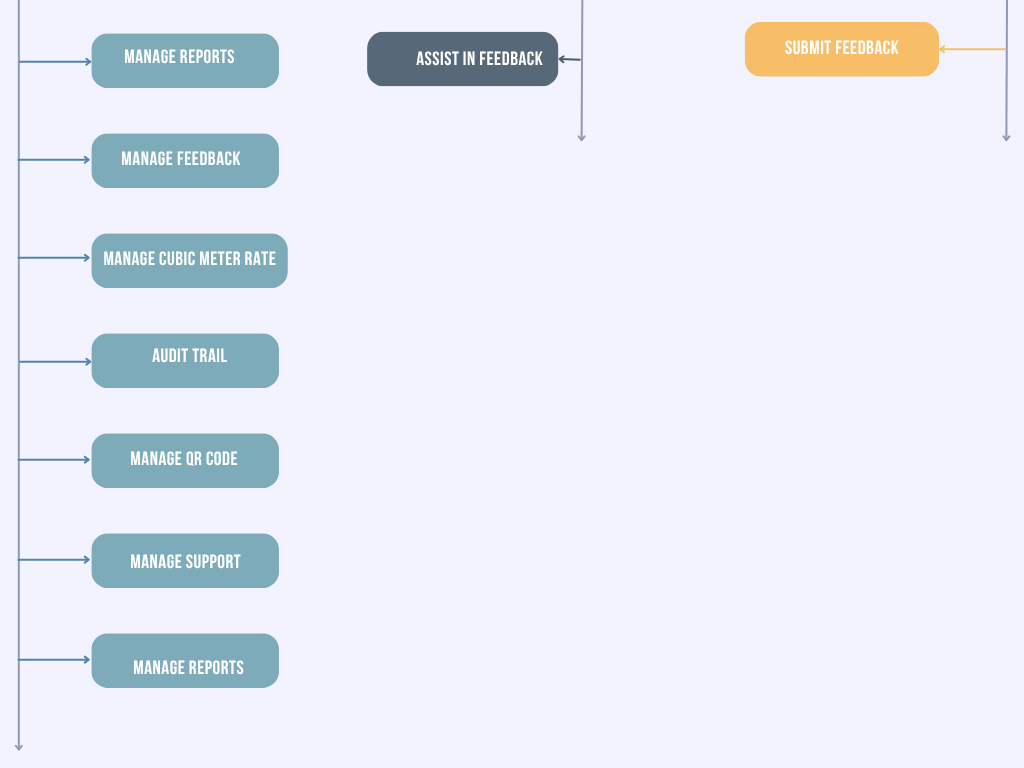 MANAGE REPORTS
MANAGE FEEDBACK
MANAGE CUBIC METER RATE
AUDIT TRAIL
MANAGE QR CODE
MANAGE SUPPORT
MANAGE REPORTS
ASSIST IN FEEDBACK
SUBMIT FEEDBACK